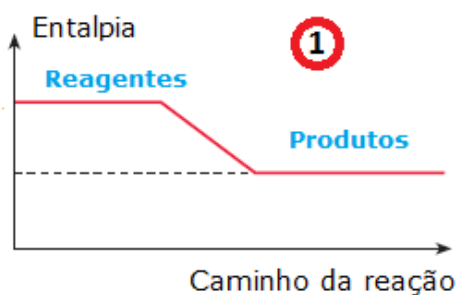 Entalpia
1
Reagentes
Produtos
Caminho da reação